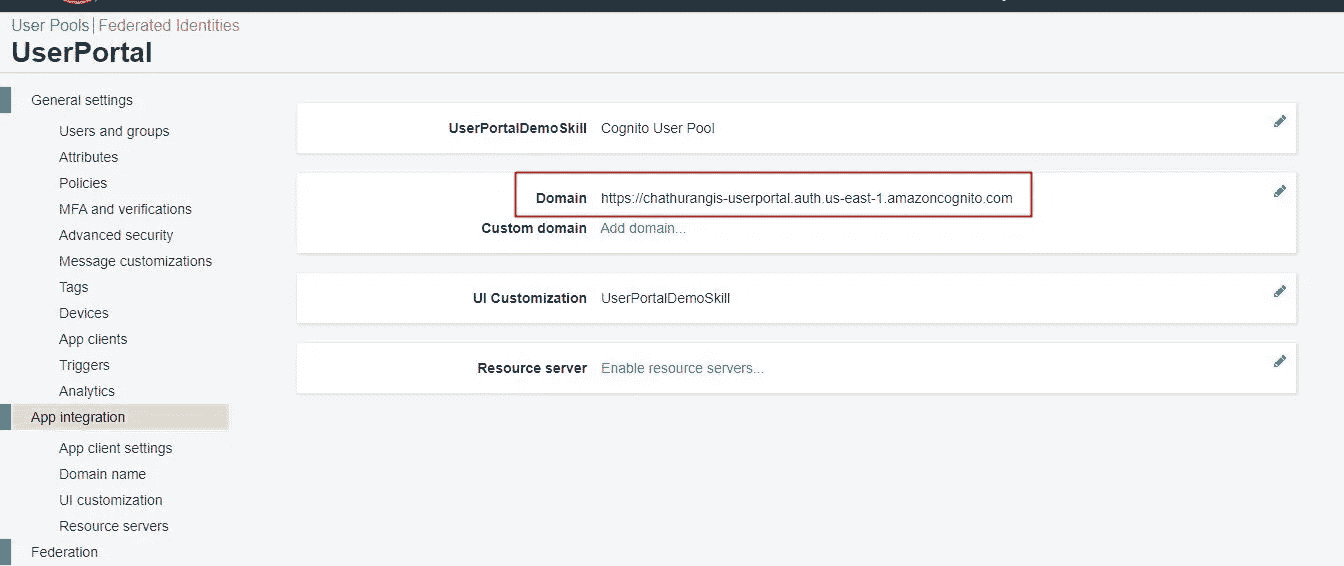 User Pools | Federated Identities
UserPortal
General settings
Users and groups
Attributes
Policies
MFA and verifications
Advanced security
Message customizations
Tags
Devices
App clients
Triggers
Analytics
App integration
App client settings
Domain name
UI customization
Resource servers
Federation
UserPortalDemoSkill Cognito User Pool
Domain https://chathurangis-userportal.auth.us-east-1.amazoncognito.com
Custom domain Add domain...
UI Customization UserPortalDemoSkill
Resource server Enable resource servers...